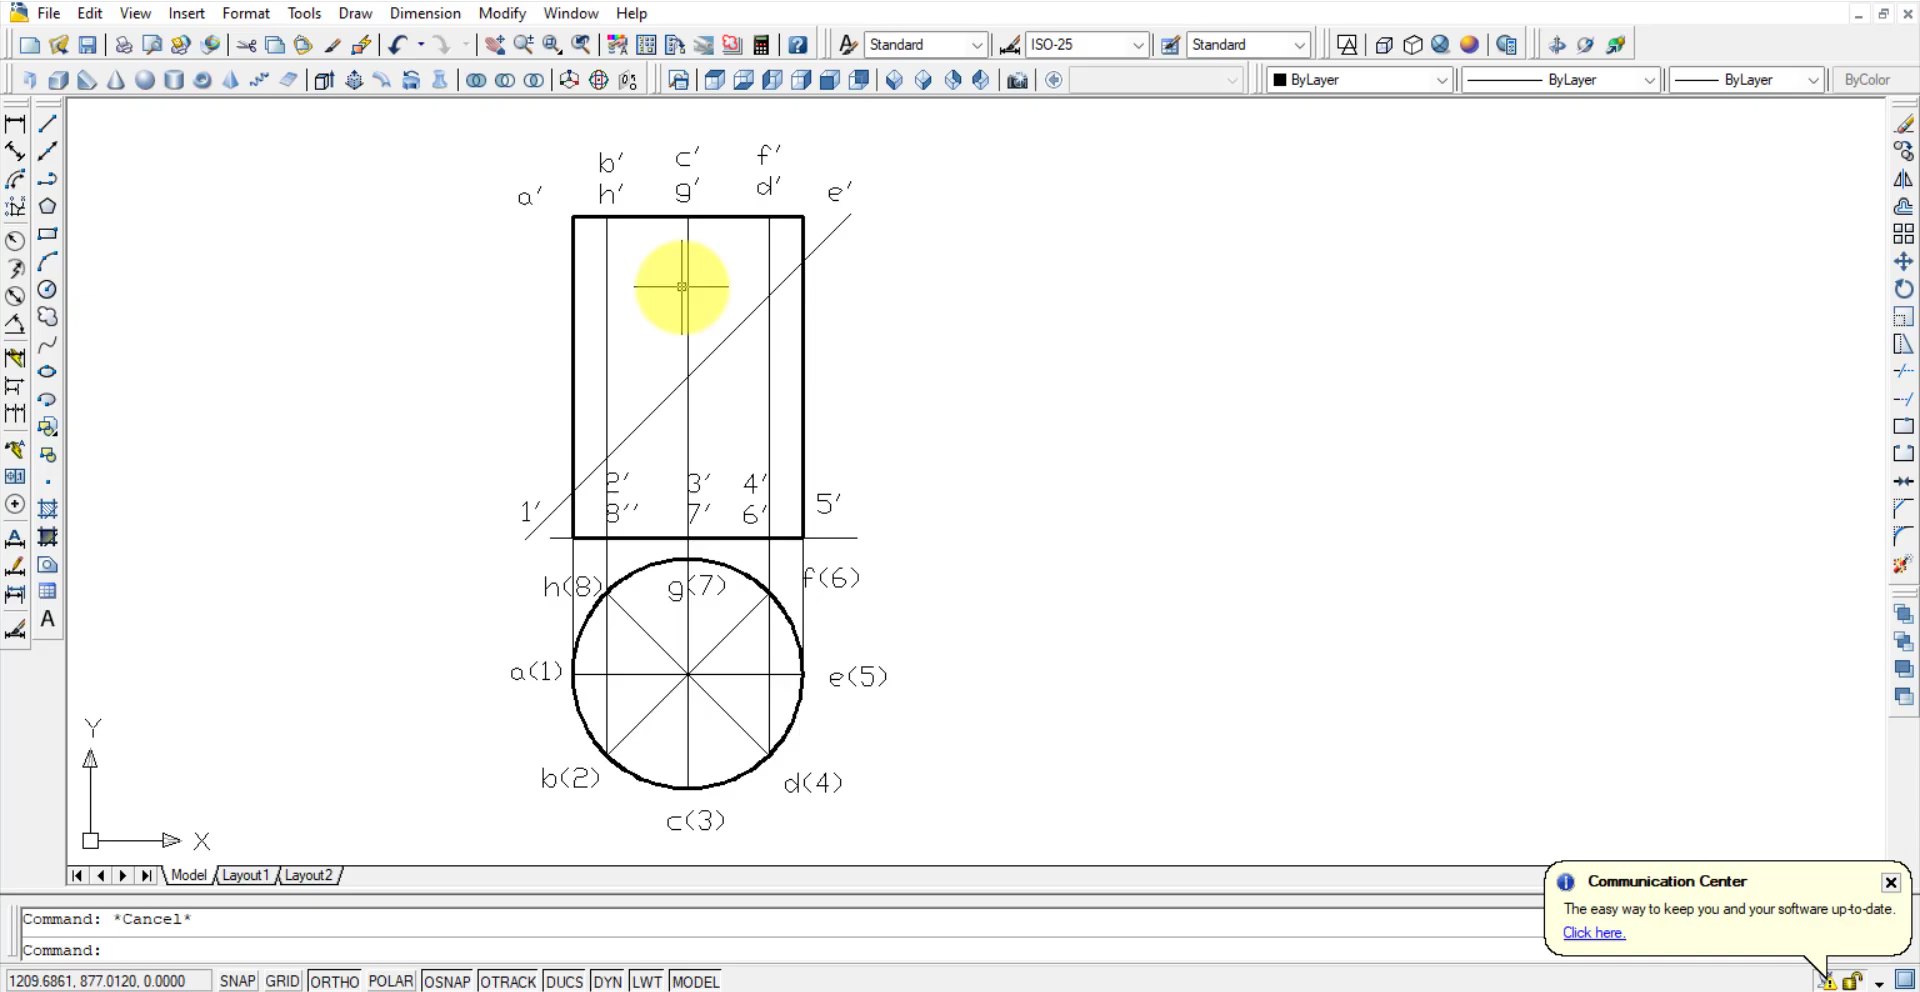 File Edit View Insert Format Tools Draw Dimension Modify Window Help
Standard ISO-25 Standard
ByLayer ByLayer ByLayer ByColor
b' c' f'
a' h' g' d' e'
2' 3' 4' 5'
1' 8'' 7' 6'
h(8) g(7) f(6)
a(1) e(5)
b(2) d(4)
c(3)
Y
X
Model Layout1 Layout2
Communication Center
The easy way to keep you and your software up-to-date.
Click here.
Command: *Cancel*
Command:
1209.6861, 877.0120, 0.0000 SNAP GRID ORTHO POLAR OSNAP OTRACK DUCS DYN LWT MODEL